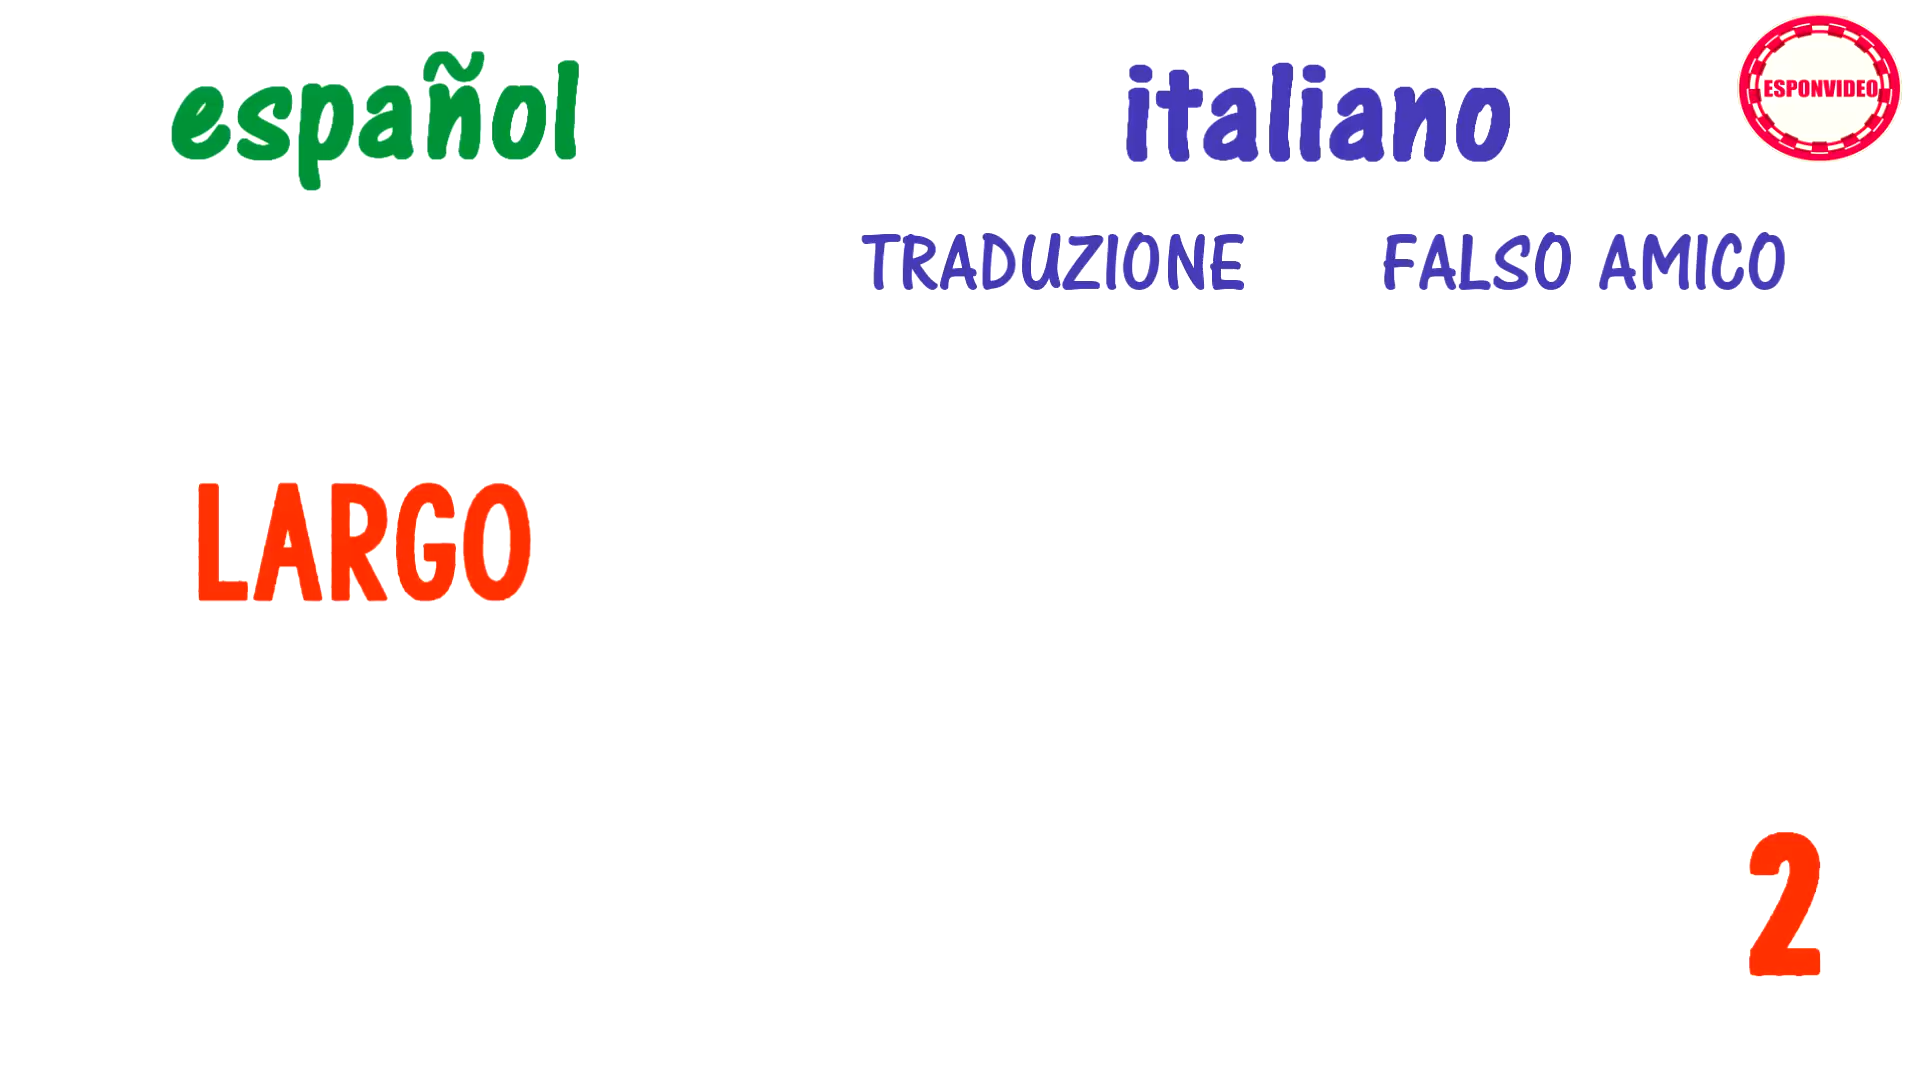 español
italiano
ESPONVIDEO
TRADUZIONE
FALSO AMICO
LARGO
2